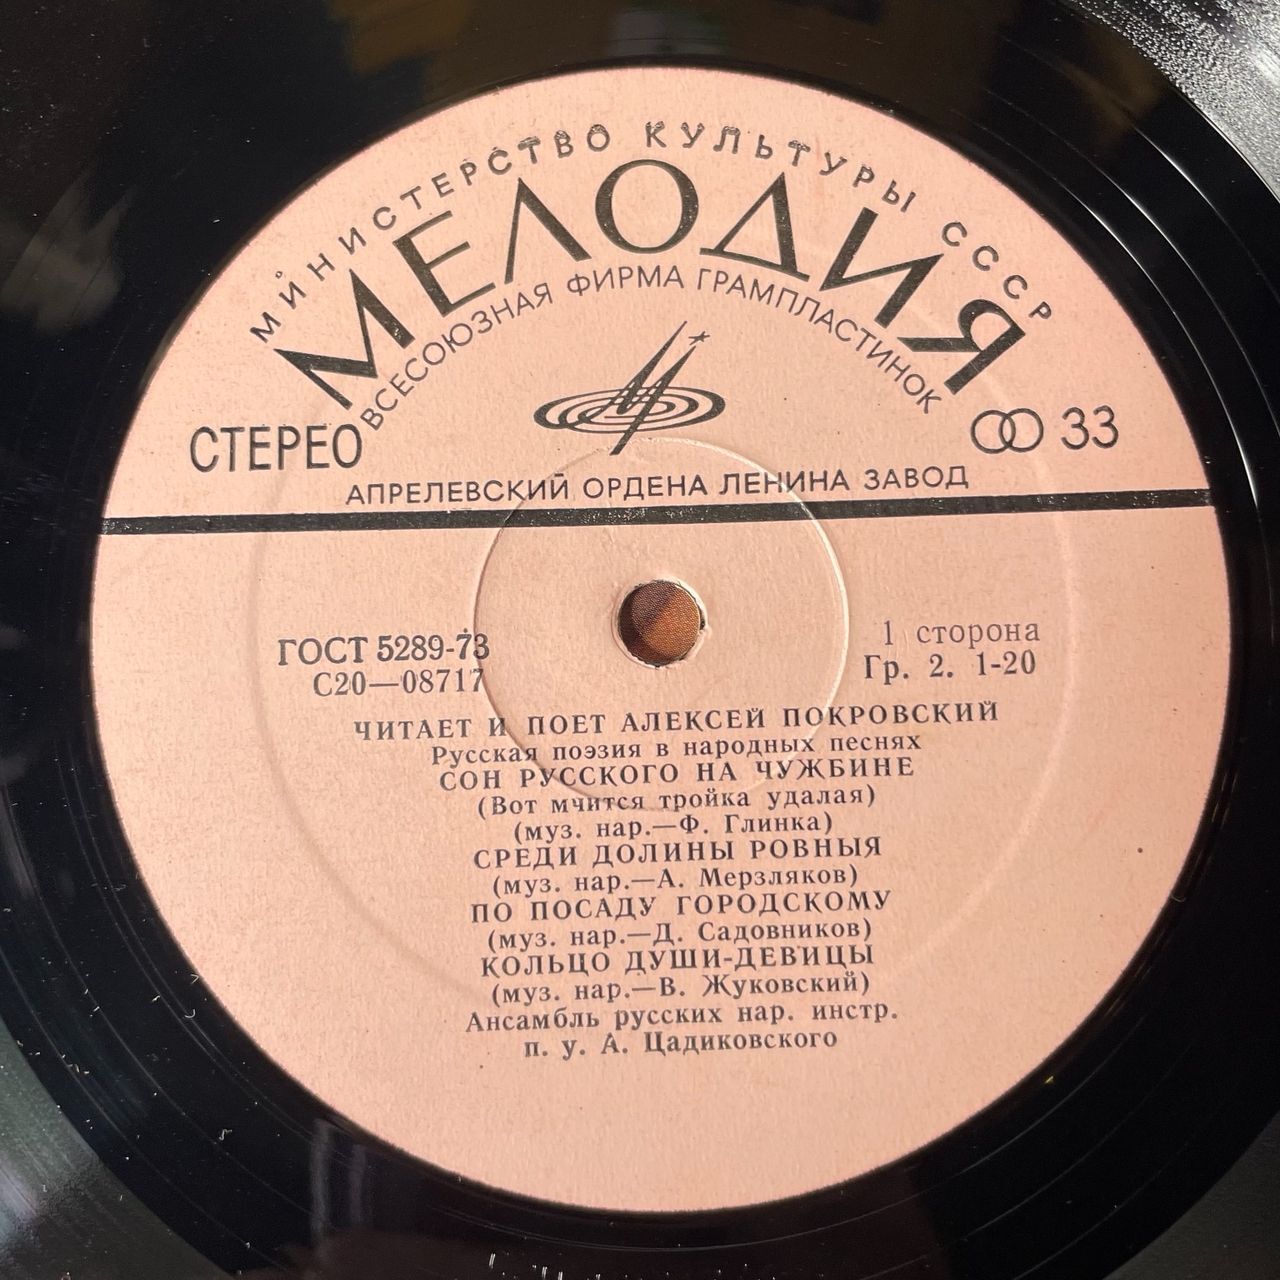 МИНИСТЕРСТВО КУЛЬТУРЫ СССР
МЕЛОДИЯ
ВСЕСОЮЗНАЯ ФИРМА ГРАМПЛАСТИНОК
СТЕРЕО
33
АПРЕЛЕВСКИЙ ОРДЕНА ЛЕНИНА ЗАВОД
ГОСТ 5289-73
С20—08717
1 сторона
Гр. 2. 1-20
ЧИТАЕТ И ПОЕТ АЛЕКСЕЙ ПОКРОВСКИЙ
Русская поэзия в народных песнях
СОН РУССКОГО НА ЧУЖБИНЕ
(Вот мчится тройка удалая)
(муз. нар.—Ф. Глинка)
СРЕДИ ДОЛИНЫ РОВНЫЯ
(муз. нар.—А. Мерзляков)
ПО ПОСАДУ ГОРОДСКОМУ
(муз. нар.—Д. Садовников)
КОЛЬЦО ДУШИ-ДЕВИЦЫ
(муз. нар.—В. Жуковский)
Ансамбль русских нар. инстр.
п. у. А. Цадиковского